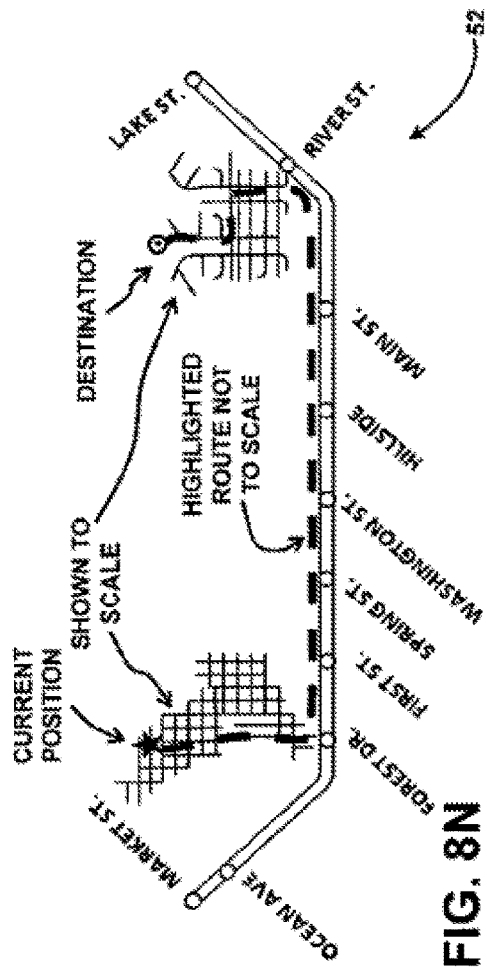 52
CURRENT
POSITION
SHOWN TO
SCALE
DESTINATION
HIGHLIGHTED
ROUTE NOT
TO SCALE
MARKET ST.
OCEAN AVE
FOREST DR.
FIRST ST.
SPRING ST.
WASHINGTON ST.
HILLSIDE
MAIN ST.
RIVER ST.
LAKE ST.
FIG. 8N